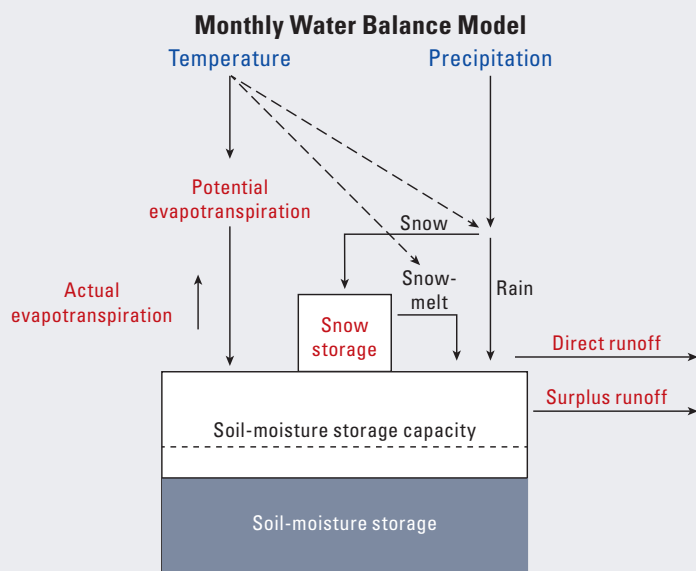 Monthly Water Balance Model
Temperature
Precipitation
Potential
evapotranspiration
Snow
Snow-
melt
Rain
Actual
evapotranspiration
Snow
storage
Direct runoff
Surplus runoff
Soil-moisture storage capacity
Soil-moisture storage